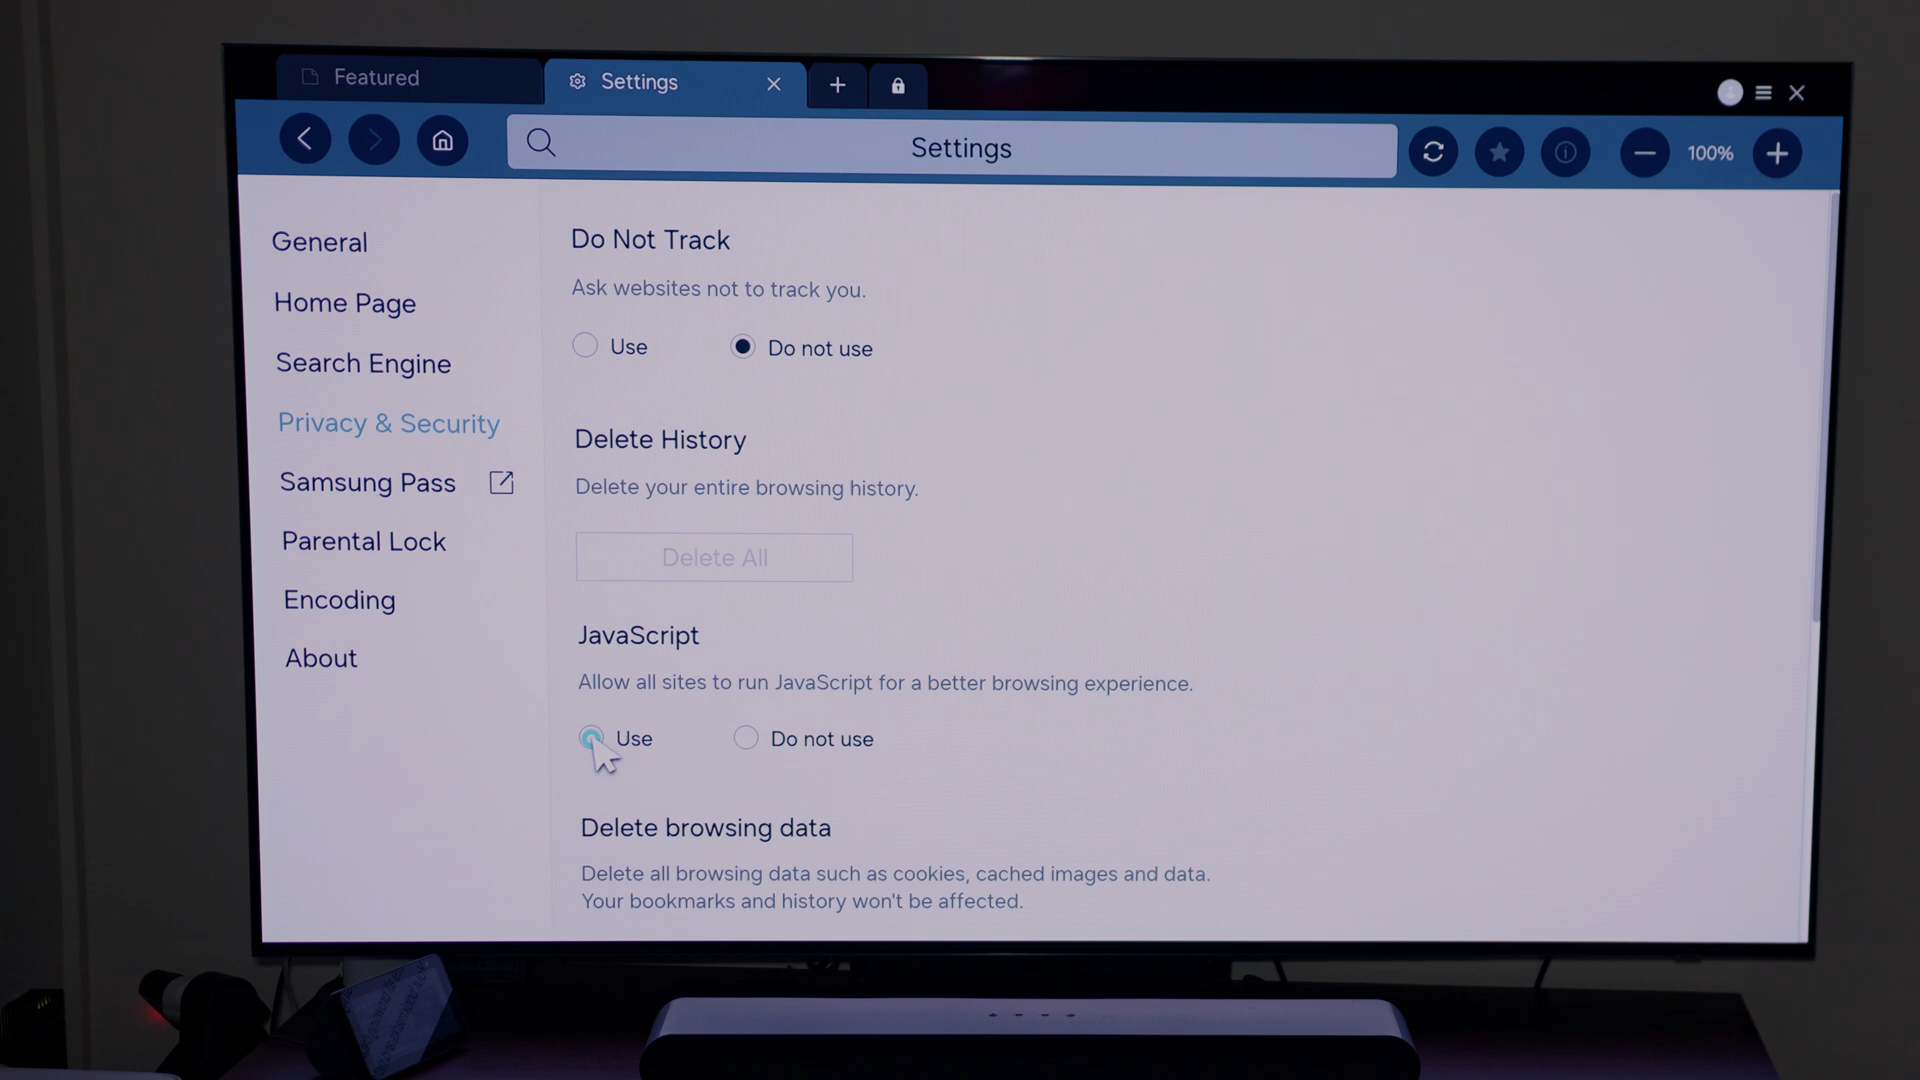 Featured
Settings
Settings
100%
General
Home Page
Search Engine
Privacy & Security
Samsung Pass
Parental Lock
Encoding
About
Do Not Track
Ask websites not to track you.
Use
Do not use
Delete History
Delete your entire browsing history.
Delete All
JavaScript
Allow all sites to run JavaScript for a better browsing experience.
Use
Do not use
Delete browsing data
Delete all browsing data such as cookies, cached images and data.
Your bookmarks and history won't be affected.